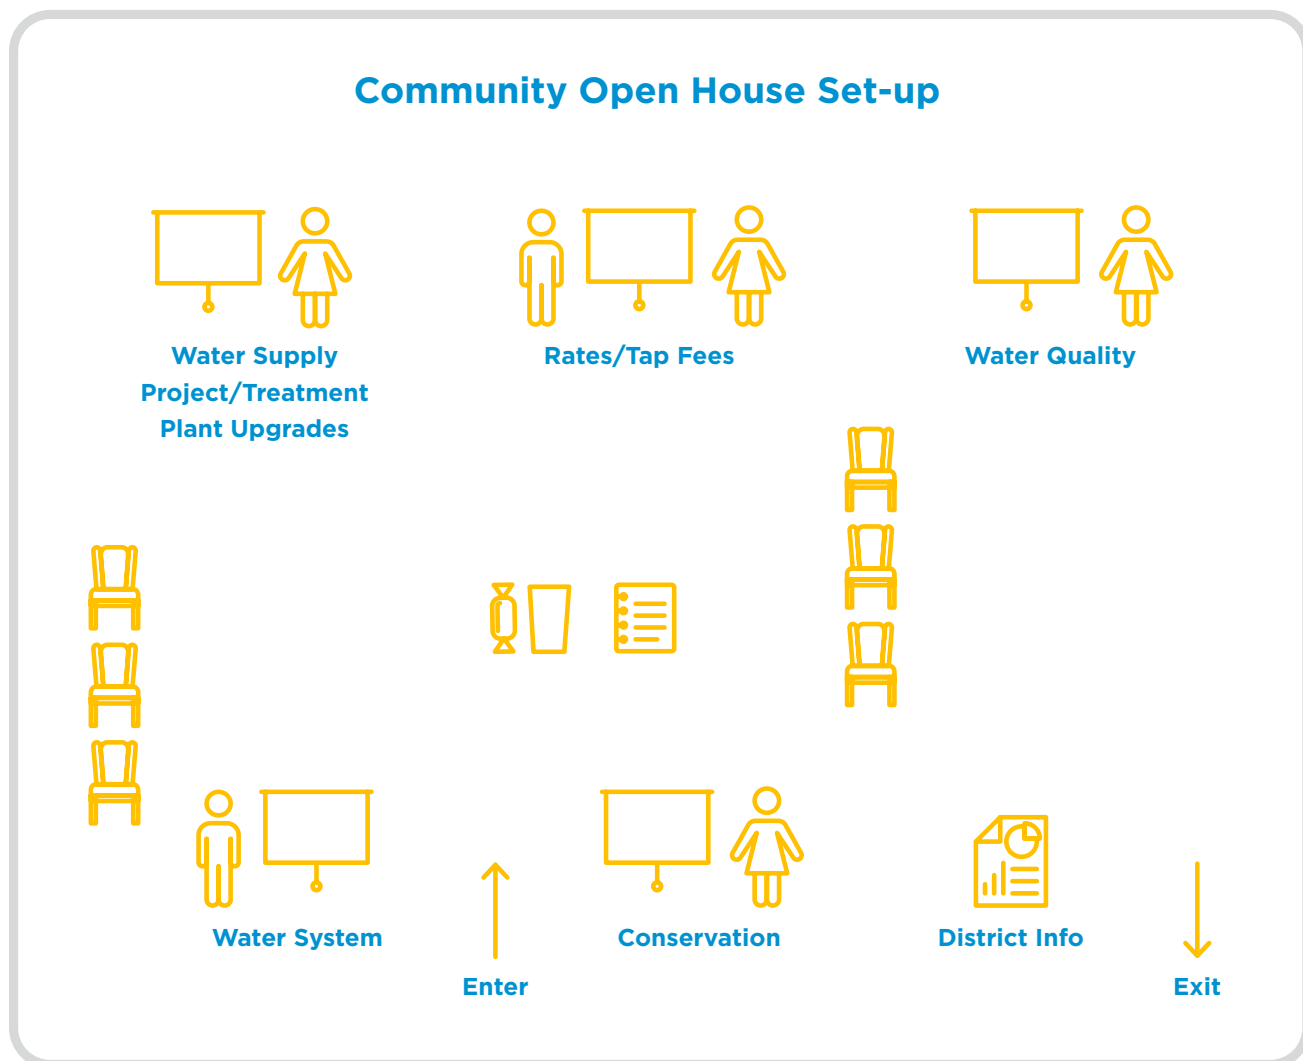 Community Open House Set-up
Water Supply
Project/Treatment
Plant Upgrades
Rates/Tap Fees
Water Quality
Water System
Enter
Conservation
District Info
Exit